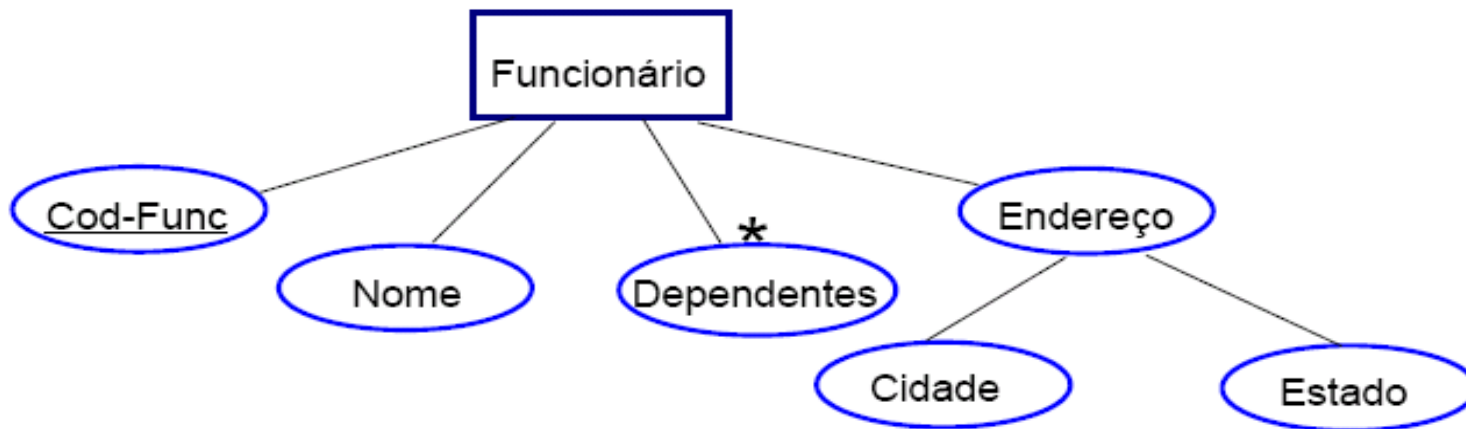 Funcionário
Cod-Func
Nome
*
Dependentes
Endereço
Cidade
Estado